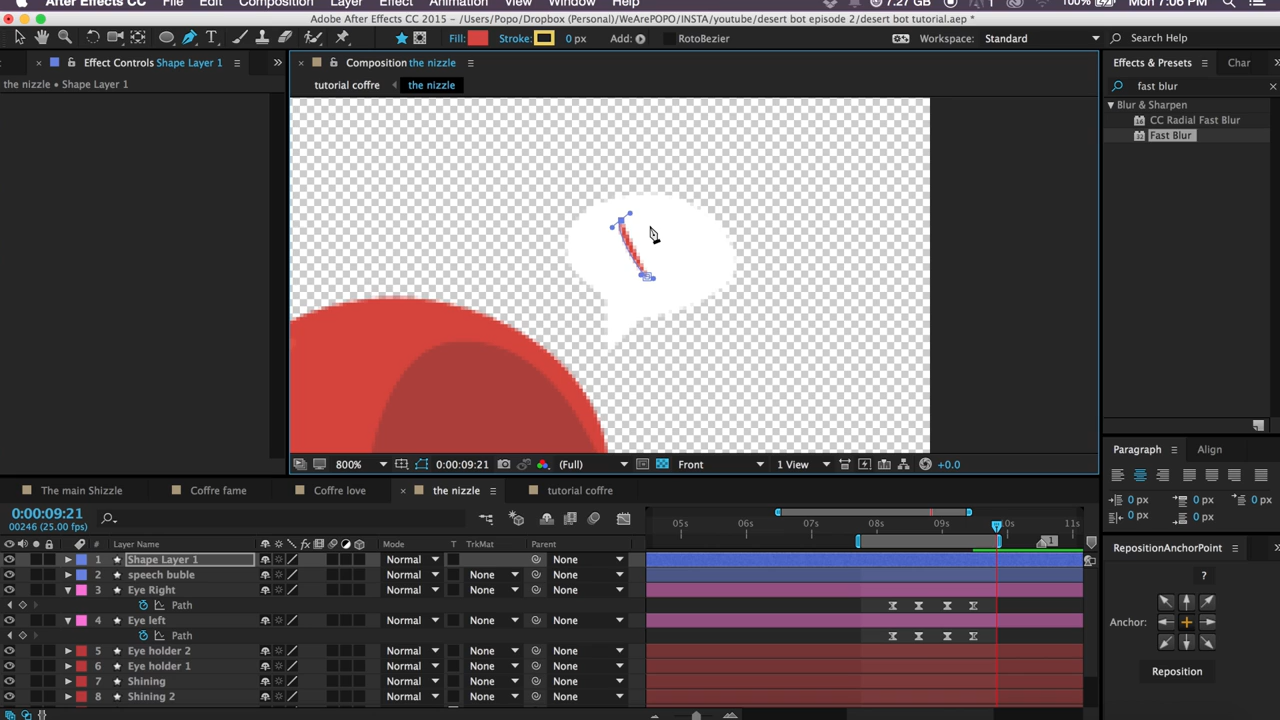 After Effects CC File Edit Composition Layer Effect Animation View Window Help 7.27 GB 1 100% Mon 7:06 PM
Adobe After Effects CC 2015 - /Users/Popo/Dropbox (Personal)/WeArePOPO/INSTA/youtube/desert bot episode 2/desert bot tutorial.aep *
Fill: Stroke: 0 px Add: RotoBezier Workspace: Standard Search Help
Effect Controls Shape Layer 1
Composition the nizzle
Effects & Presets Char
the nizzle • Shape Layer 1
tutorial coffre the nizzle
fast blur
Blur & Sharpen
CC Radial Fast Blur
Fast Blur
800% 0:00:09:21 (Full) Front 1 View +0.0
Paragraph Align
0 px 0 px 0 px
0 px 0 px
The main Shizzle Coffre fame Coffre love the nizzle tutorial coffre
0:00:09:21
00246 (25.00 fps)
05s 06s 07s 08s 09s 0s 11s
Layer Name Mode T TrkMat Parent
1 Shape Layer 1 Normal None
2 speech buble Normal None None
3 Eye Right Normal None None
Path
4 Eye left Normal None None
Path
5 Eye holder 2 Normal None None
6 Eye holder 1 Normal None None
7 Shining Normal None None
8 Shining 2 Normal None None
1
RepositionAnchorPoint
?
Anchor:
Reposition